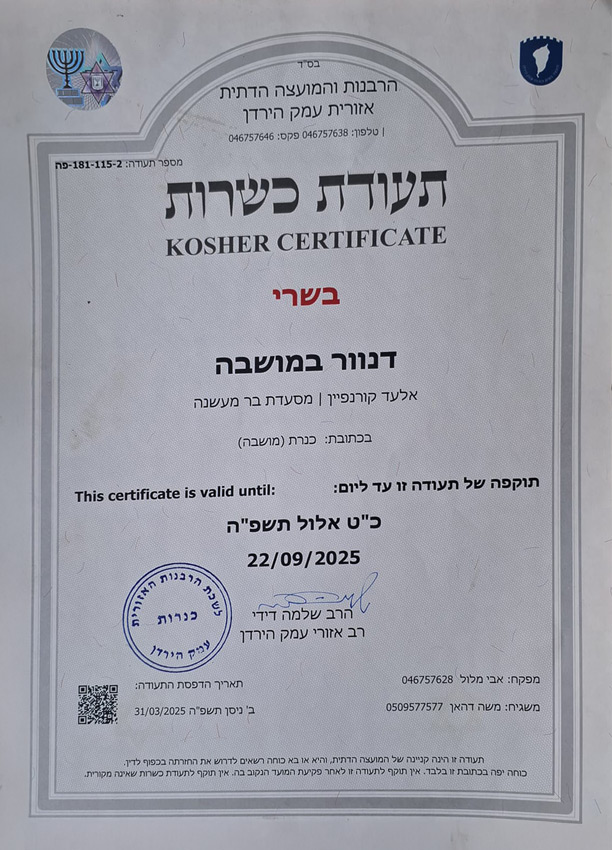 בס"ד
הרבנות והמועצה הדתית
אזורית עמק הירדן
| טלפון: 046757638 פקס: 046757646
מספר תעודה: 181-115-2-פה
תעודת כשרות
KOSHER CERTIFICATE
בשרי
דנוור במושבה
אלעד קורנפיין | מסעדת בר מעשנה
בכתובת: כנרת (מושבה)
תוקפה של תעודה זו עד ליום:
This certificate is valid until:
כ"ט אלול תשפ"ה
22/09/2025
לשכת הרבנות האזורית
כשרות
עמק הירדן
הרב שלמה דידי
רב אזורי עמק הירדן
מפקח: אבי מלול 046757628
משגיח: משה דהאן 0509577577
תאריך הדפסת התעודה:
ב' ניסן תשפ"ה 31/03/2025
תעודה זו הינה קניינה של המועצה הדתית, והיא או בא כוחה רשאים לדרוש את החזרתה בכפוף לדין.
כוחה יפה בכתובת זו בלבד. אין תוקף לתעודה זו לאחר פקיעת המועד הנקוב בה. אין תוקף לתעודת כשרות שאינה מקורית.